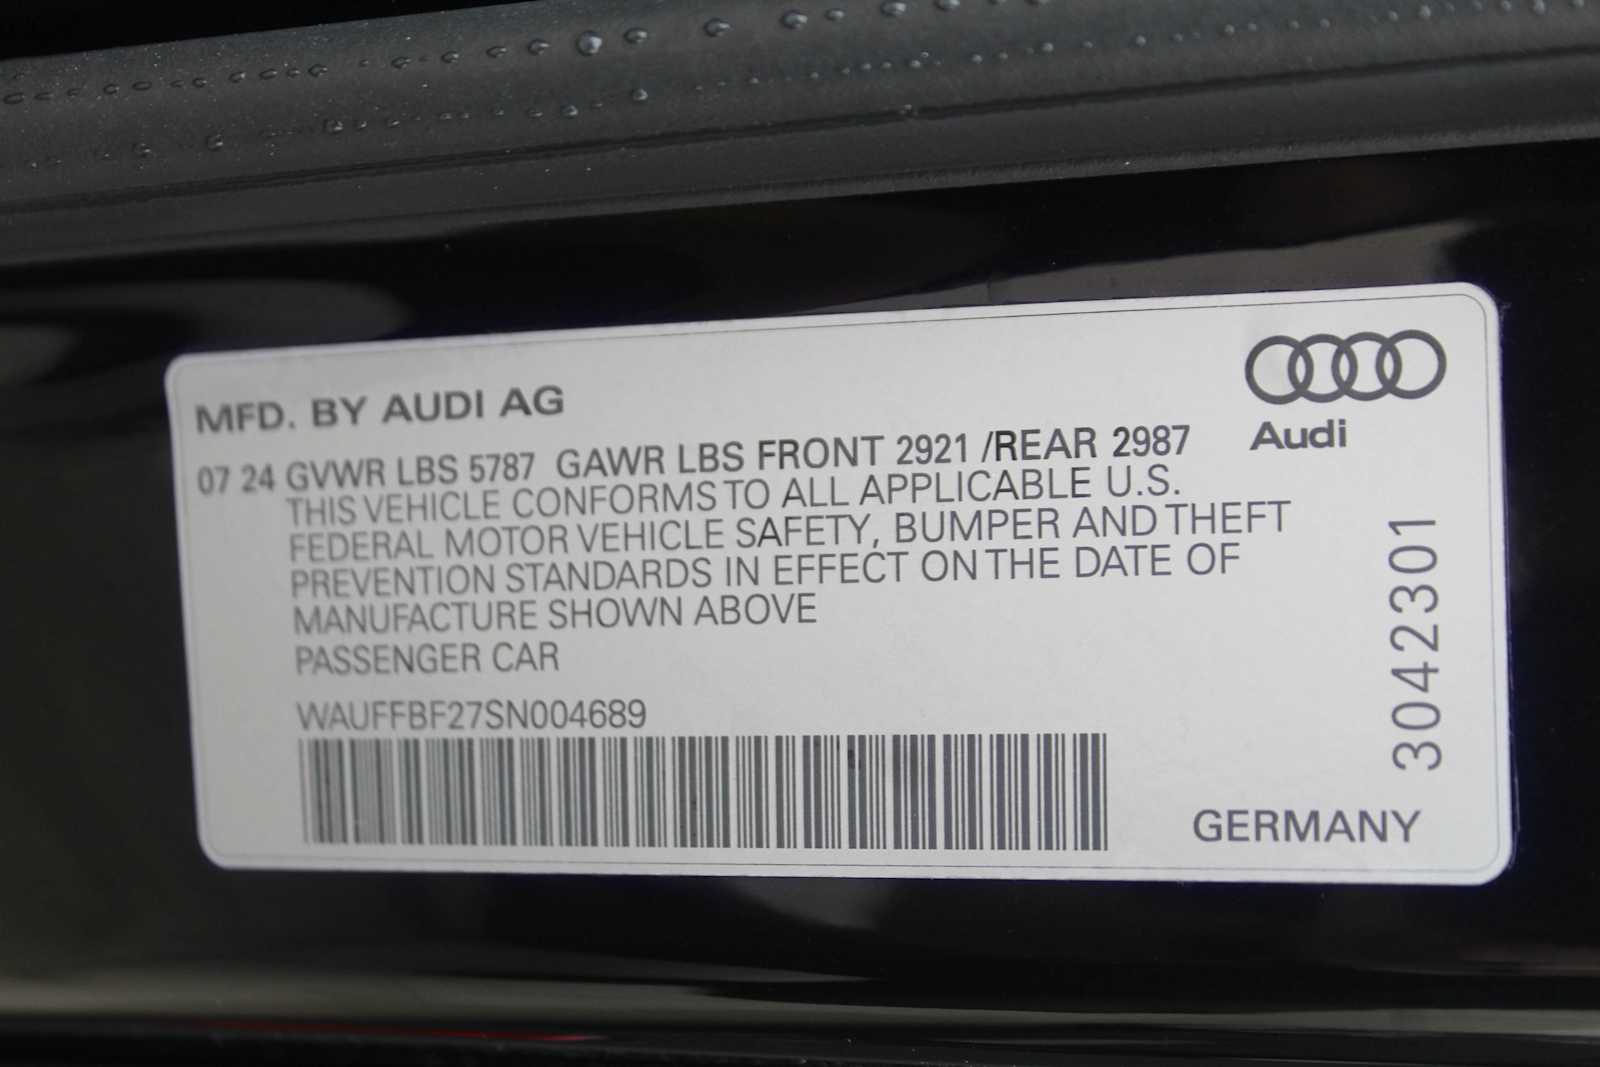 MFD. BY AUDI AG
Audi
07 24 GVWR LBS 5787 GAWR LBS FRONT 2921 /REAR 2987
THIS VEHICLE CONFORMS TO ALL APPLICABLE U.S.
FEDERAL MOTOR VEHICLE SAFETY, BUMPER AND THEFT
PREVENTION STANDARDS IN EFFECT ON THE DATE OF
MANUFACTURE SHOWN ABOVE
PASSENGER CAR
WAUFFBF27SN004689
3042301
GERMANY